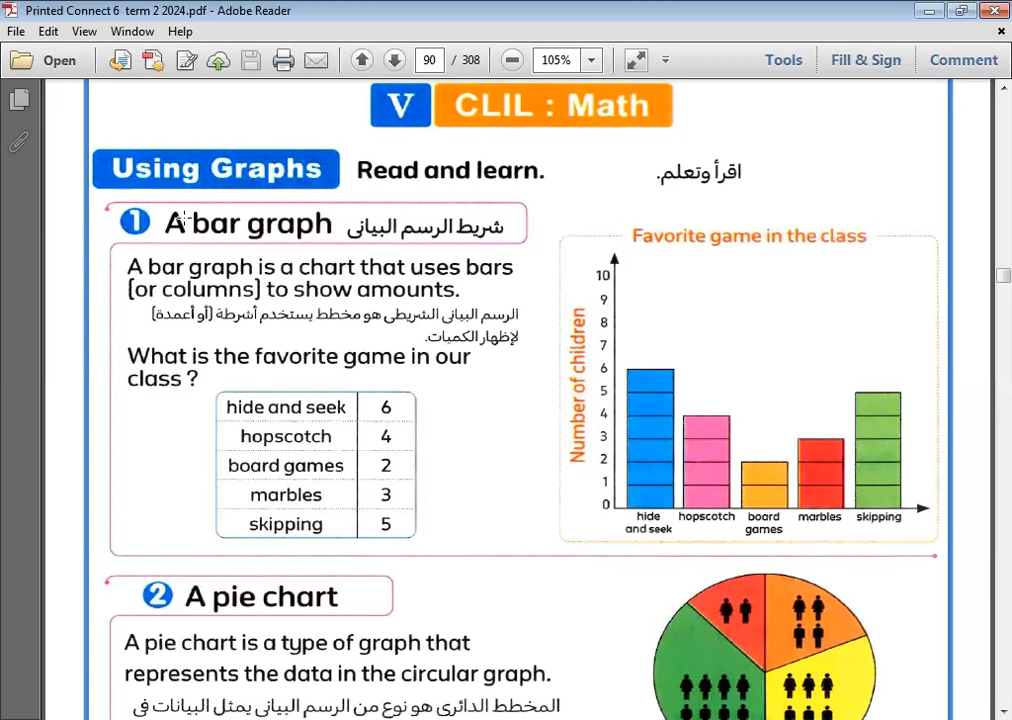 Printed Connect 6 term 2 2024.pdf - Adobe Reader
File Edit View Window Help
Open 90 / 308 105% Tools Fill & Sign Comment
V CLIL : Math
Using Graphs Read and learn. اقرأ وتعلم.
1 A bar graph شريط الرسم البيانى
A bar graph is a chart that uses bars
(or columns) to show amounts.
الرسم البيانى الشريطى هو مخطط يستخدم أشرطة (أو أعمدة)
لإظهار الكميات.
What is the favorite game in our
class ?
hide and seek 6
hopscotch 4
board games 2
marbles 3
skipping 5
Favorite game in the class
Number of children
10
9
8
7
6
5
4
3
2
1
0
hide and seek
hopscotch
board games
marbles
skipping
2 A pie chart
A pie chart is a type of graph that
represents the data in the circular graph.
المخطط الدائرى هو نوع من الرسم البيانى يمثل البيانات فى